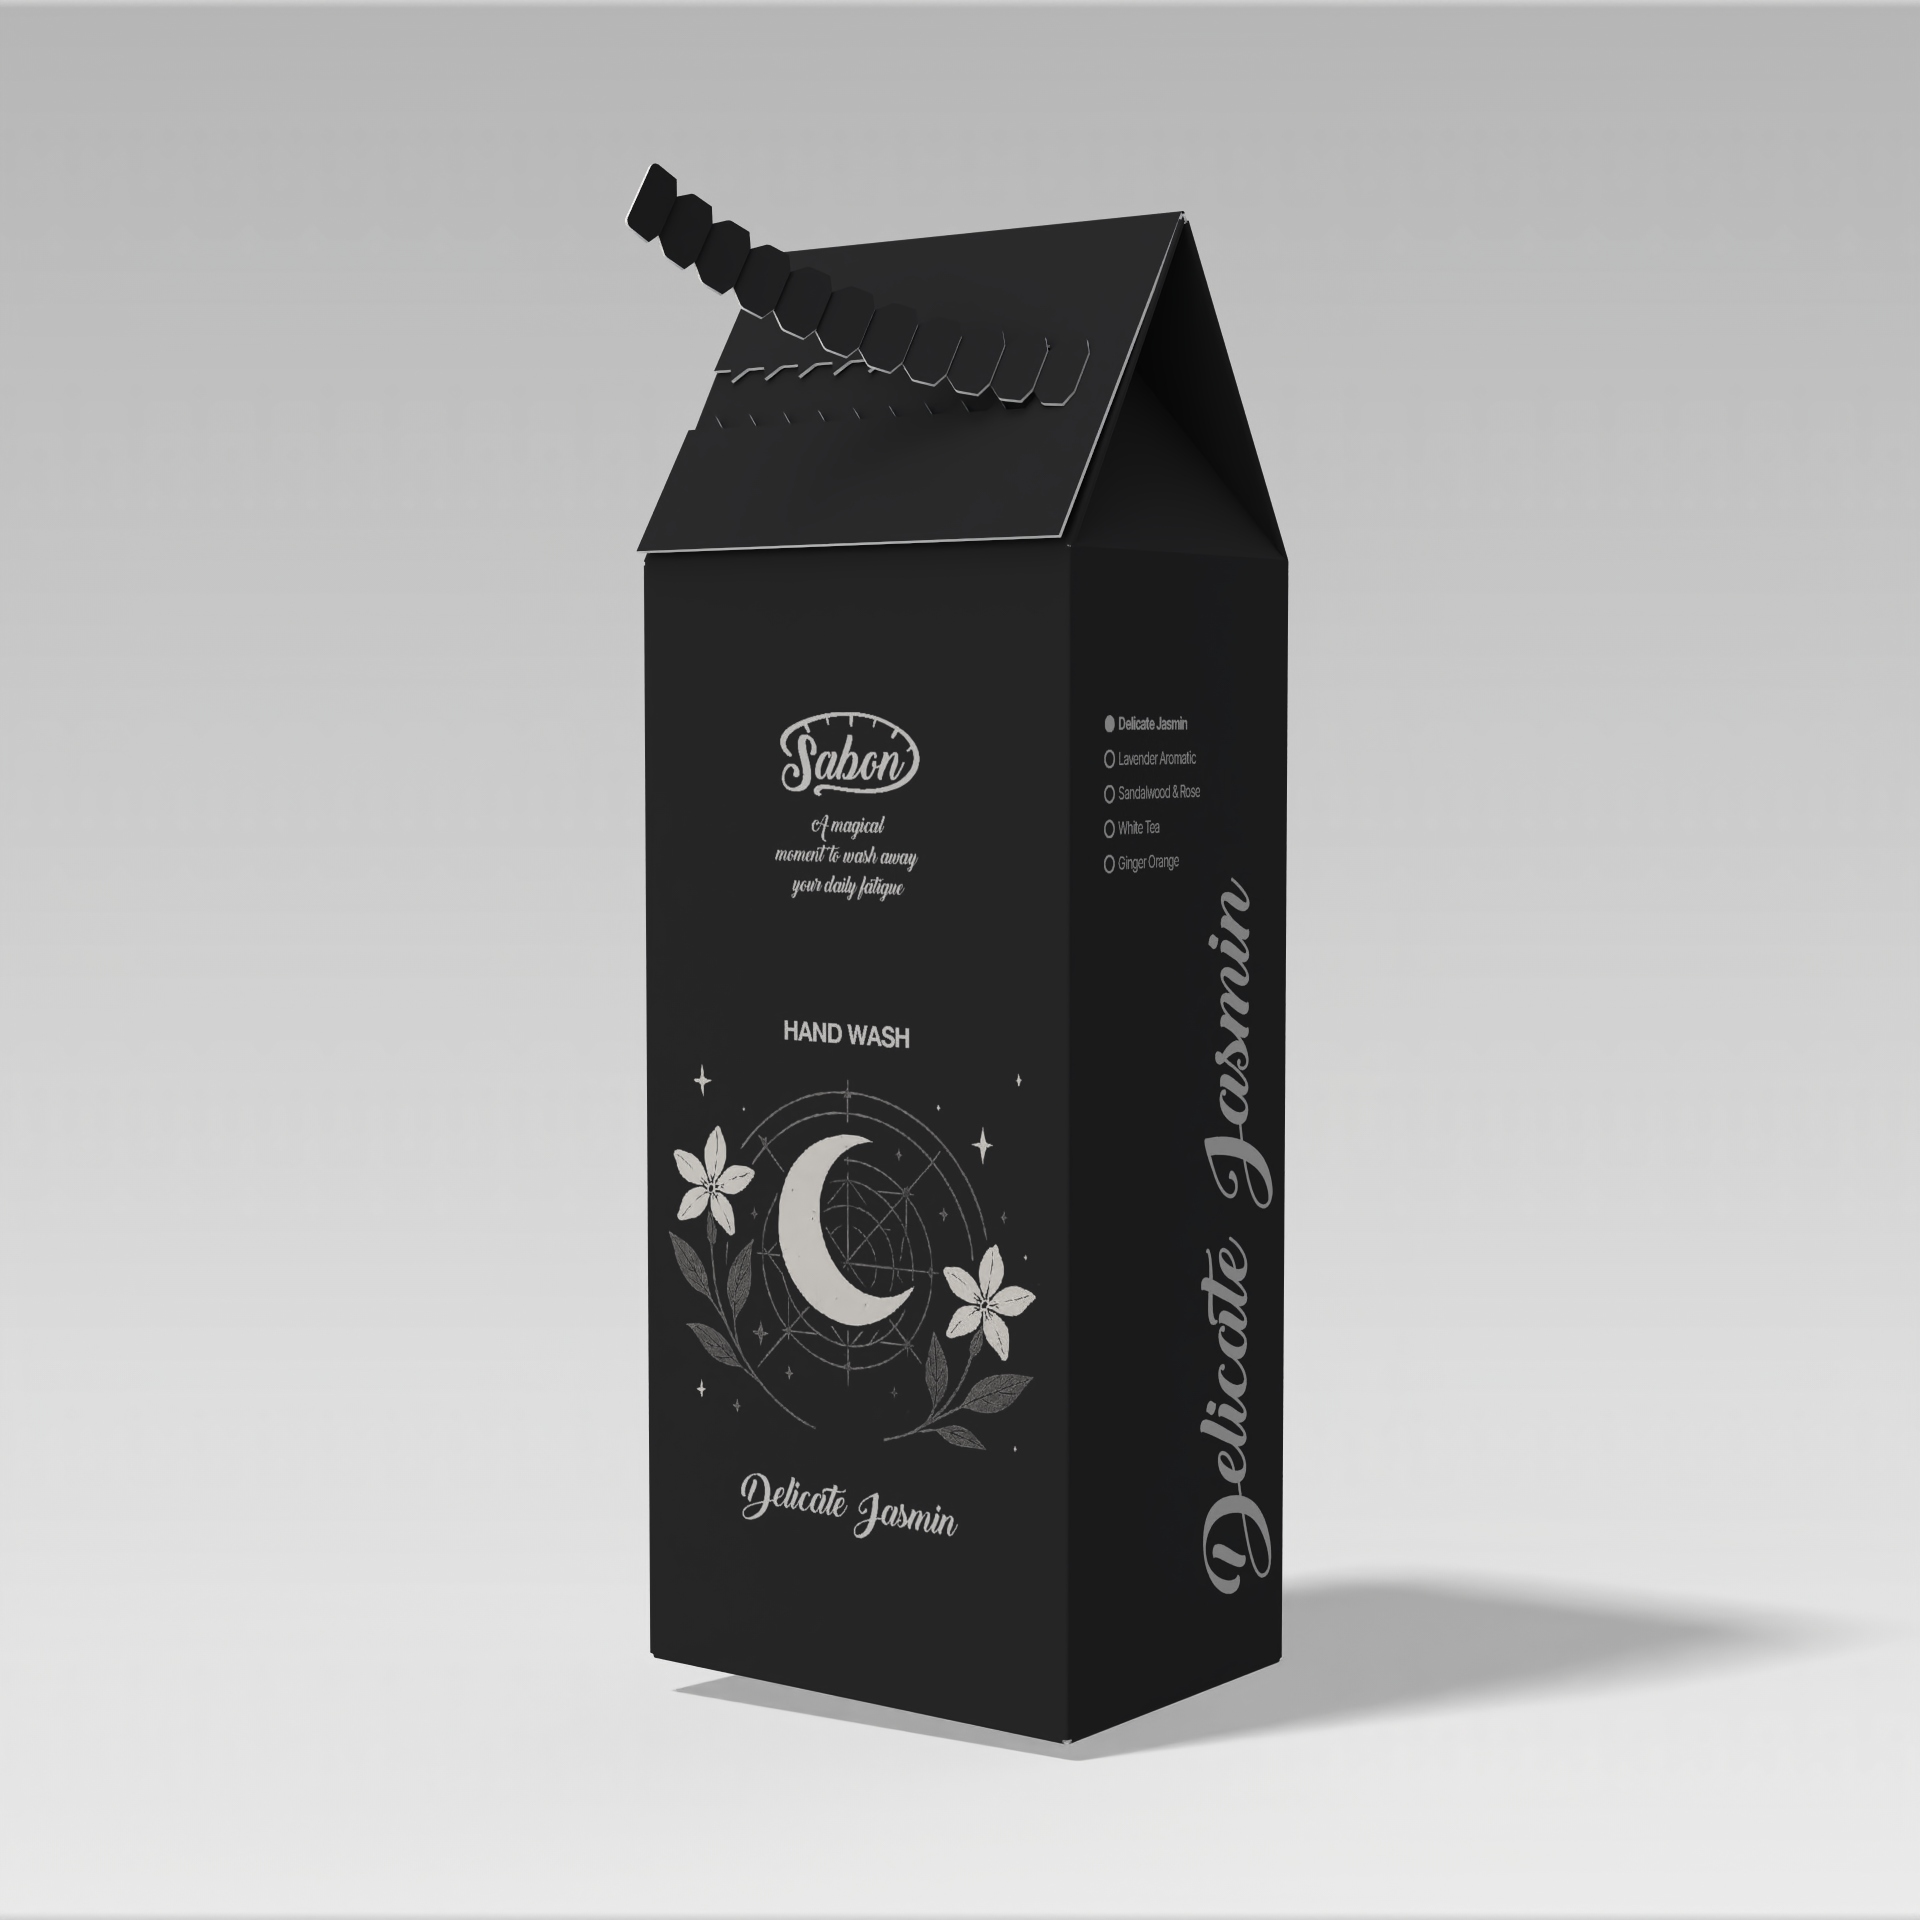 Sabon
A magical
moment to wash away
your daily fatigue
HAND WASH
Delicate Jasmin
Delicate Jasmin
Lavender Aromatic
Sandalwood & Rose
White Tea
Ginger Orange
Delicate Jasmin